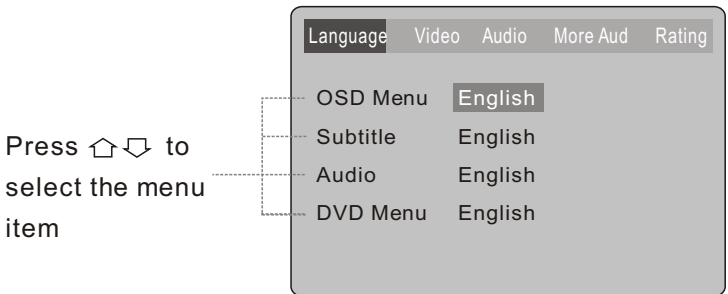 Language Video Audio More Aud Rating
OSD Menu English
Subtitle English
Audio English
DVD Menu English
Press ⇧⇩ to
select the menu
item